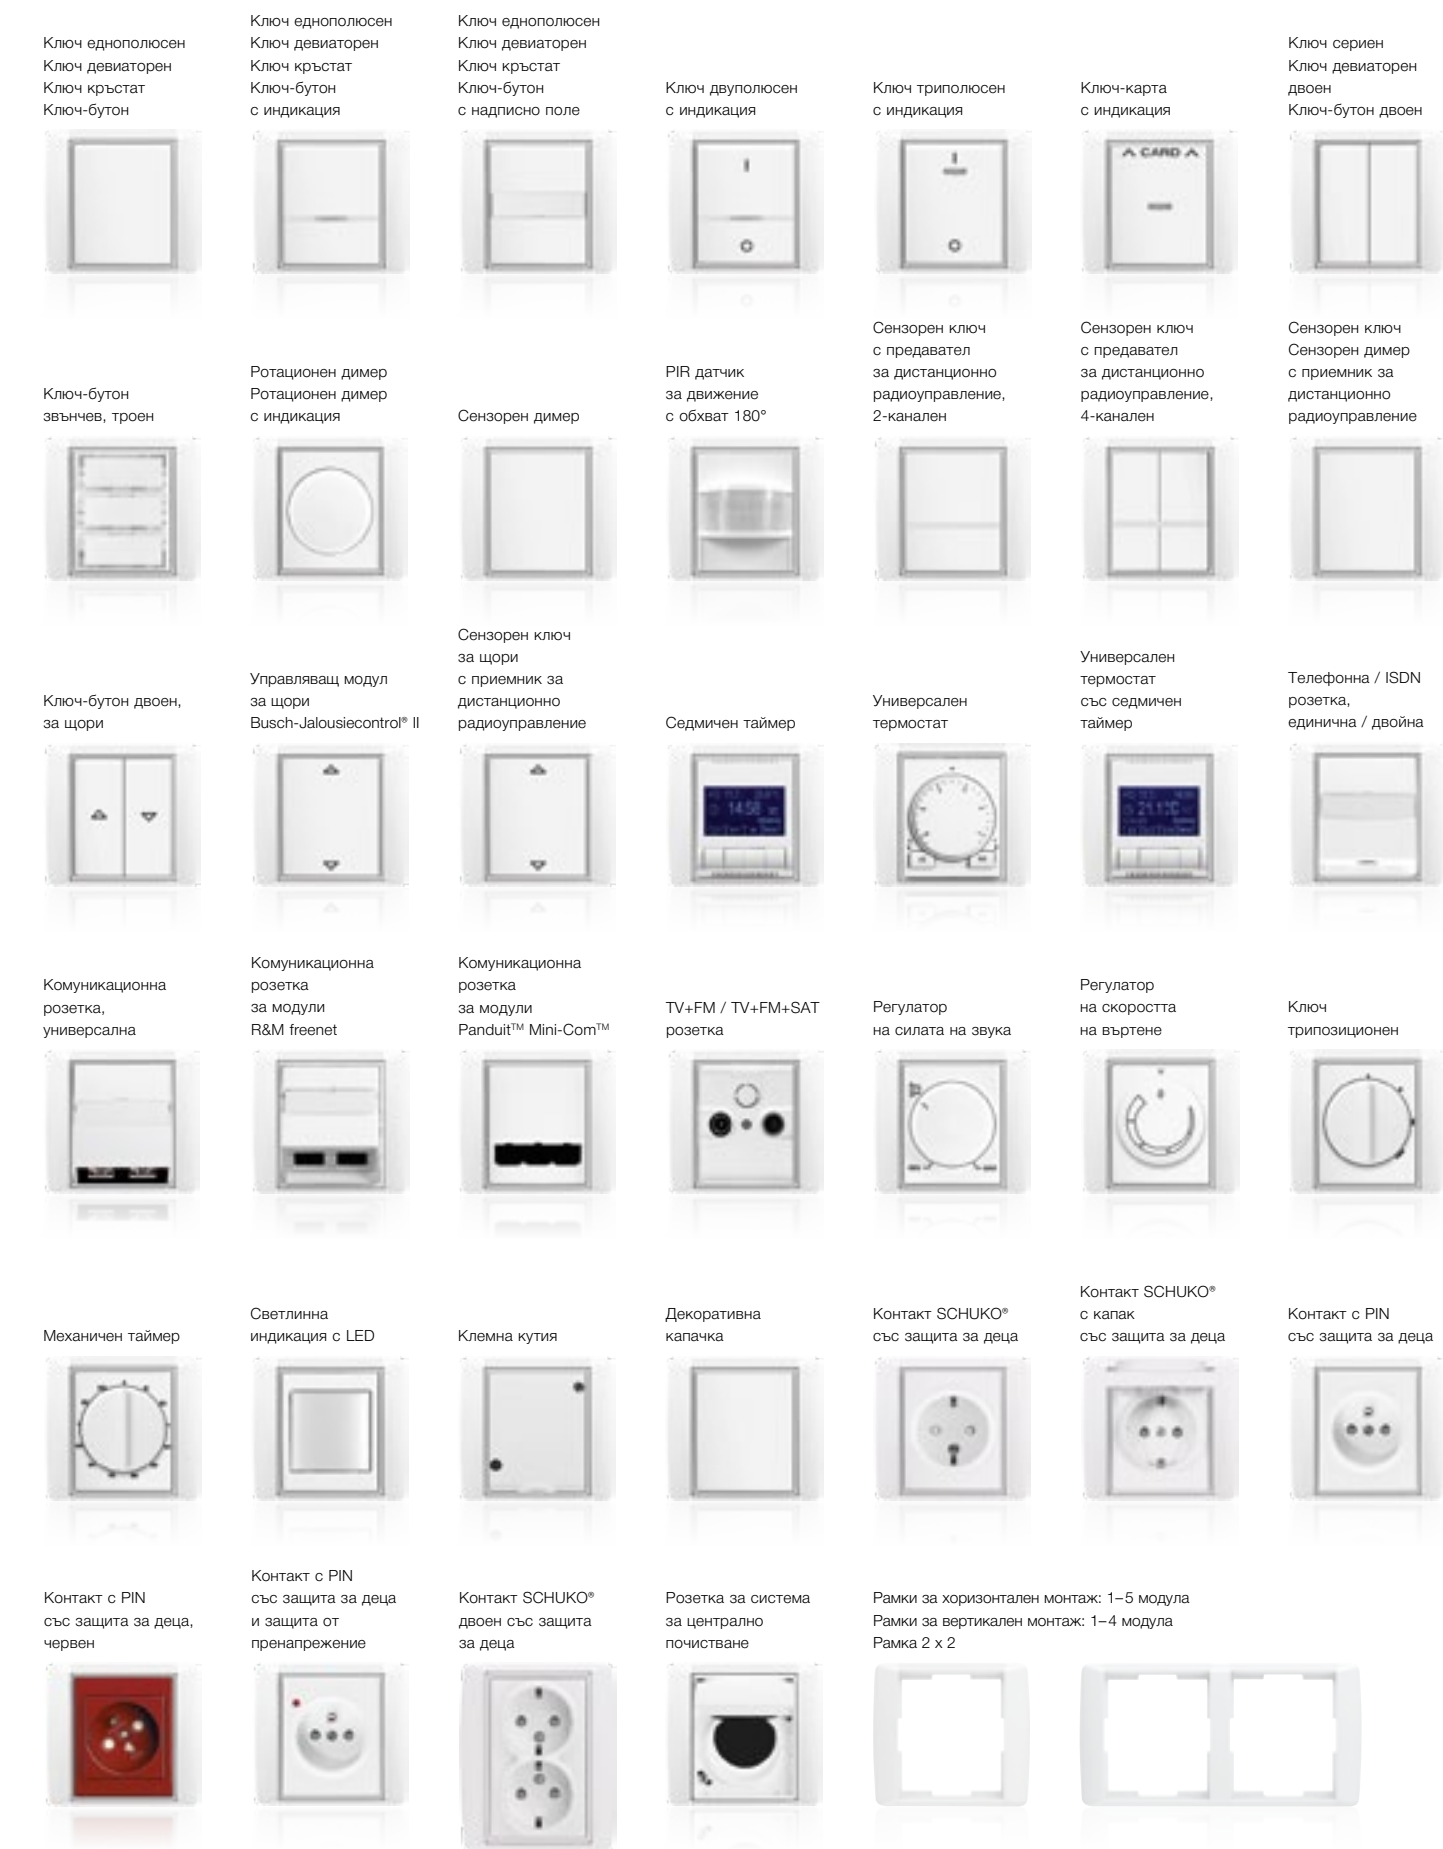 Ключ еднополюсен
Ключ девиаторен
Ключ кръстат
Ключ-бутон
Ключ еднополюсен
Ключ девиаторен
Ключ кръстат
Ключ-бутон
с индикация
Ключ еднополюсен
Ключ девиаторен
Ключ кръстат
Ключ-бутон
с надписно поле
Ключ двуполюсен
с индикация
Ключ триполюсен
с индикация
Ключ-карта
с индикация
Ключ сериен
Ключ девиаторен
двоен
Ключ-бутон двоен
CARD
Ключ-бутон
звънчев, троен
Ротационен димер
Ротационен димер
с индикация
Сензорен димер
PIR датчик
за движение
с обхват 180°
Сензорен ключ
с предавател
за дистанционно
радиоуправление,
2-канален
Сензорен ключ
с предавател
за дистанционно
радиоуправление,
4-канален
Сензорен ключ
Сензорен димер
с приемник за
дистанционно
радиоуправление
Ключ-бутон двоен,
за щори
Управляващ модул
за щори
Busch-Jalousiecontrol® II
Сензорен ключ
за щори
с приемник за
дистанционно
радиоуправление
Седмичен таймер
Универсален
термостат
Универсален
термостат
със седмичен
таймер
Телефонна / ISDN
розетка,
единична / двойна
14:58
21.1°C
Комуникационна
розетка,
универсална
Комуникационна
розетка
за модули
R&M freenet
Комуникационна
розетка
за модули
Panduit™ Mini-Com™
TV+FM / TV+FM+SAT
розетка
Регулатор
на силата на звука
Регулатор
на скоростта
на въртене
Ключ
трипозиционен
Механичен таймер
Светлинна
индикация с LED
Клемна кутия
Декоративна
капачка
Контакт SCHUKO®
със защита за деца
Контакт SCHUKO®
с капак
със защита за деца
Контакт с PIN
със защита за деца
Контакт с PIN
със защита за деца,
червен
Контакт с PIN
със защита за деца
и защита от
пренапрежение
Контакт SCHUKO®
двоен със защита
за деца
Розетка за система
за централно
почистване
Рамки за хоризонтален монтаж: 1–5 модула
Рамки за вертикален монтаж: 1–4 модула
Рамка 2 x 2